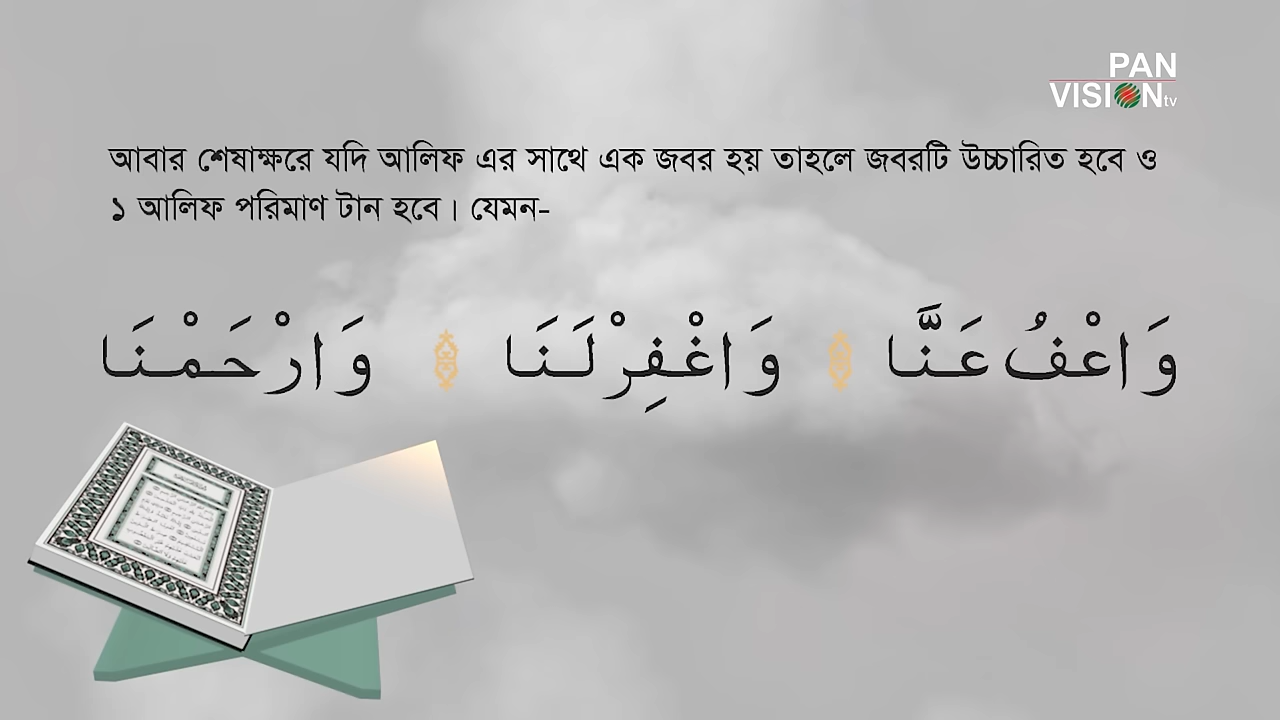 PAN
VISION tv
আবার শেষাক্ষরে যদি আলিফ এর সাথে এক জবর হয় তাহলে জবরটি উচ্চারিত হবে ও
১ আলিফ পরিমাণ টান হবে। যেমন-
وَاعْفُ عَنَّا وَاغْفِرْلَنَا وَارْحَمْنَا